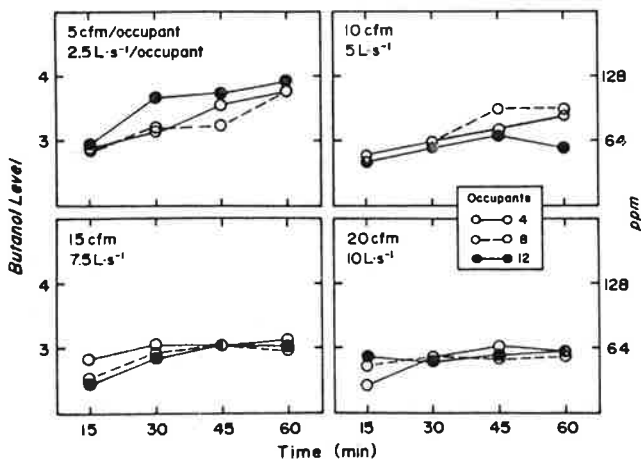 5 cfm/occupant
2.5 L·s⁻¹/occupant
10 cfm
5 L·s⁻¹
4
3
128
64
Butanol Level
15 cfm
7.5 L·s⁻¹
Occupants
4
8
12
20 cfm
10 L·s⁻¹
ppm
4
3
128
64
15 30 45 60 15 30 45 60
Time (min)